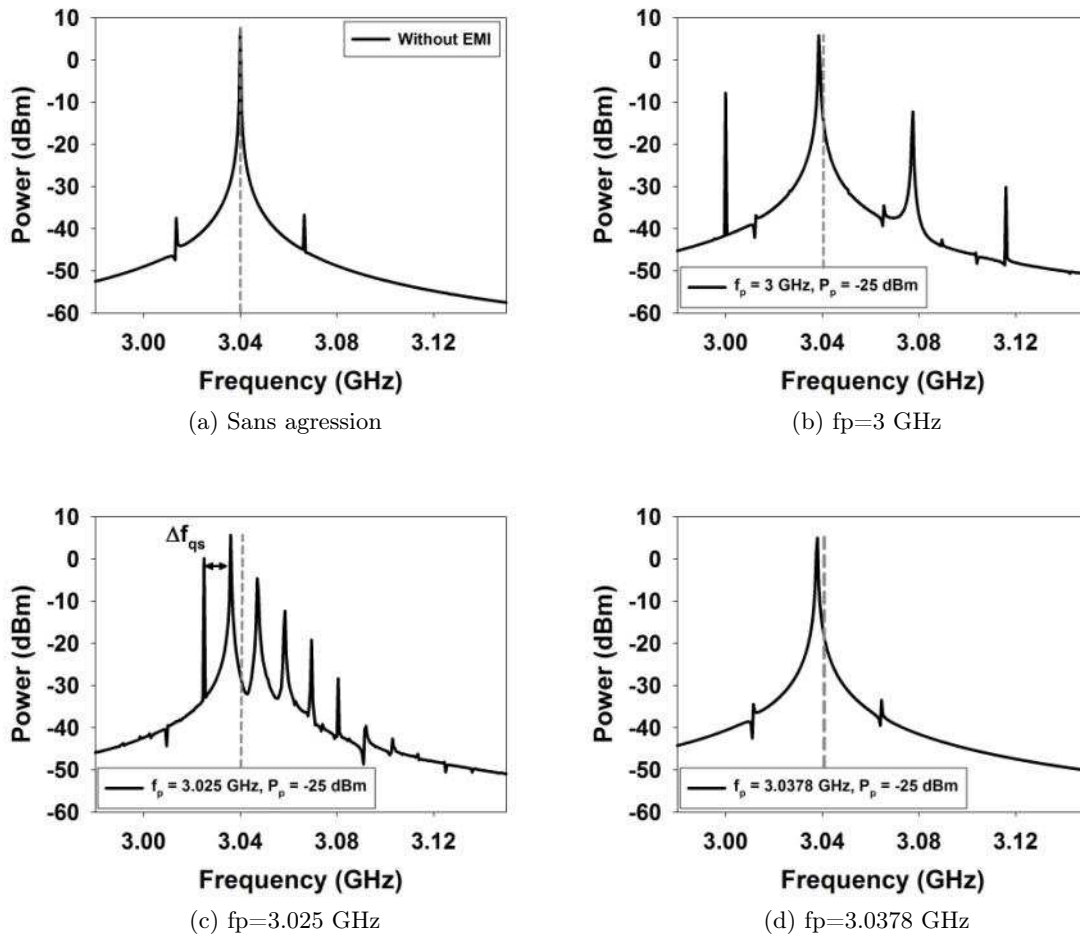 10
0
-10
-20
-30
-40
-50
-60
Power (dBm)
Without EMI
3.00 3.04 3.08 3.12
Frequency (GHz)
(a) Sans agression
10
0
-10
-20
-30
-40
-50
-60
Power (dBm)
f_p = 3 GHz, P_p = -25 dBm
3.00 3.04 3.08 3.12
Frequency (GHz)
(b) fp=3 GHz
10
0
-10
-20
-30
-40
-50
-60
Power (dBm)
Δf_qs
f_p = 3.025 GHz, P_p = -25 dBm
3.00 3.04 3.08 3.12
Frequency (GHz)
(c) fp=3.025 GHz
10
0
-10
-20
-30
-40
-50
-60
Power (dBm)
f_p = 3.0378 GHz, P_p = -25 dBm
3.00 3.04 3.08 3.12
Frequency (GHz)
(d) fp=3.0378 GHz